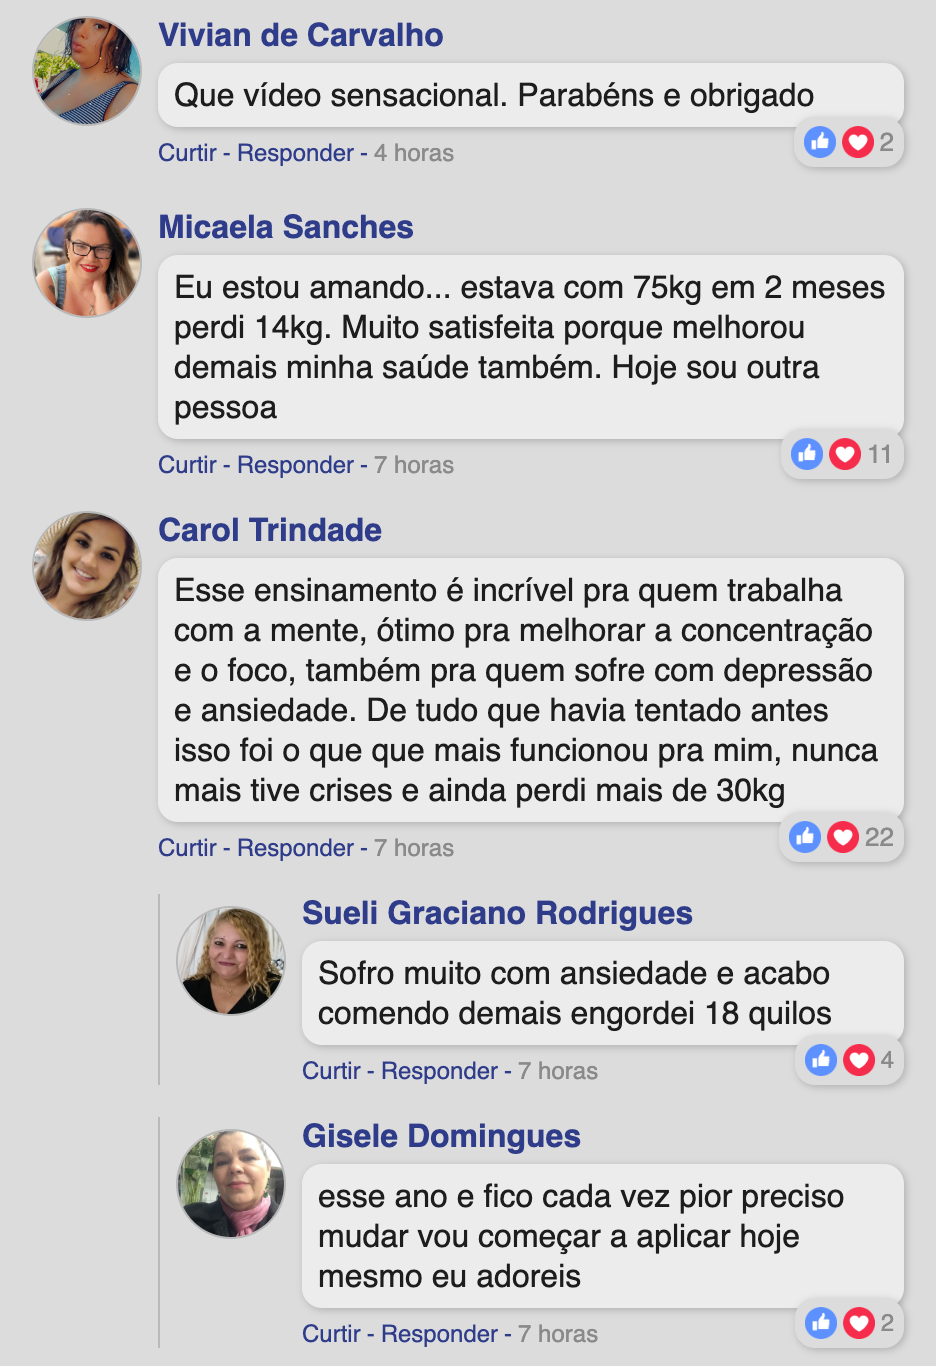 Vivian de Carvalho
Que vídeo sensacional. Parabéns e obrigado
Curtir - Responder - 4 horas
2
Micaela Sanches
Eu estou amando... estava com 75kg em 2 meses
perdi 14kg. Muito satisfeita porque melhorou
demais minha saúde também. Hoje sou outra
pessoa
Curtir - Responder - 7 horas
11
Carol Trindade
Esse ensinamento é incrível pra quem trabalha
com a mente, ótimo pra melhorar a concentração
e o foco, também pra quem sofre com depressão
e ansiedade. De tudo que havia tentado antes
isso foi o que que mais funcionou pra mim, nunca
mais tive crises e ainda perdi mais de 30kg
Curtir - Responder - 7 horas
22
Sueli Graciano Rodrigues
Sofro muito com ansiedade e acabo
comendo demais engordei 18 quilos
Curtir - Responder - 7 horas
4
Gisele Domingues
esse ano e fico cada vez pior preciso
mudar vou começar a aplicar hoje
mesmo eu adoreis
Curtir - Responder - 7 horas
2